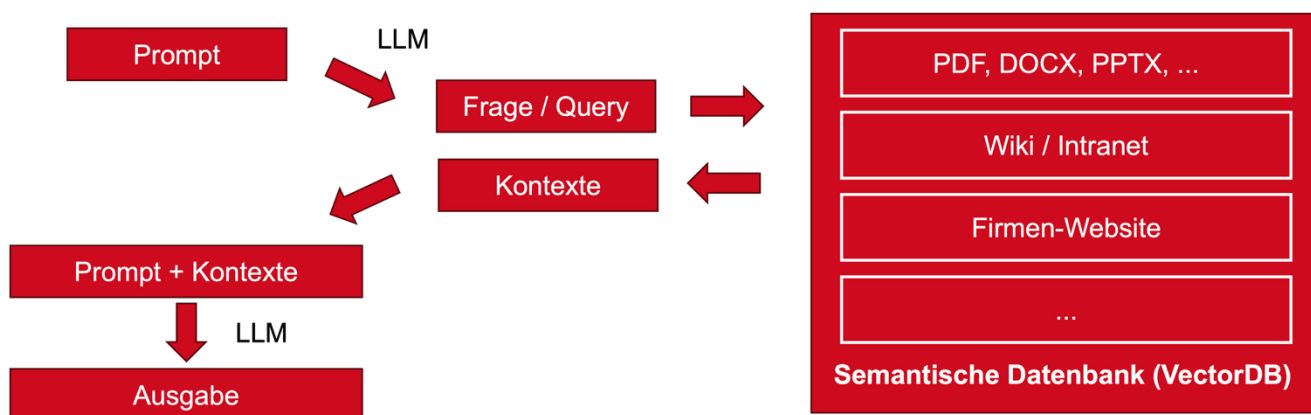 Prompt
LLM
Frage / Query
Kontexte
Prompt + Kontexte
LLM
Ausgabe
PDF, DOCX, PPTX, ...
Wiki / Intranet
Firmen-Website
...
Semantische Datenbank (VectorDB)